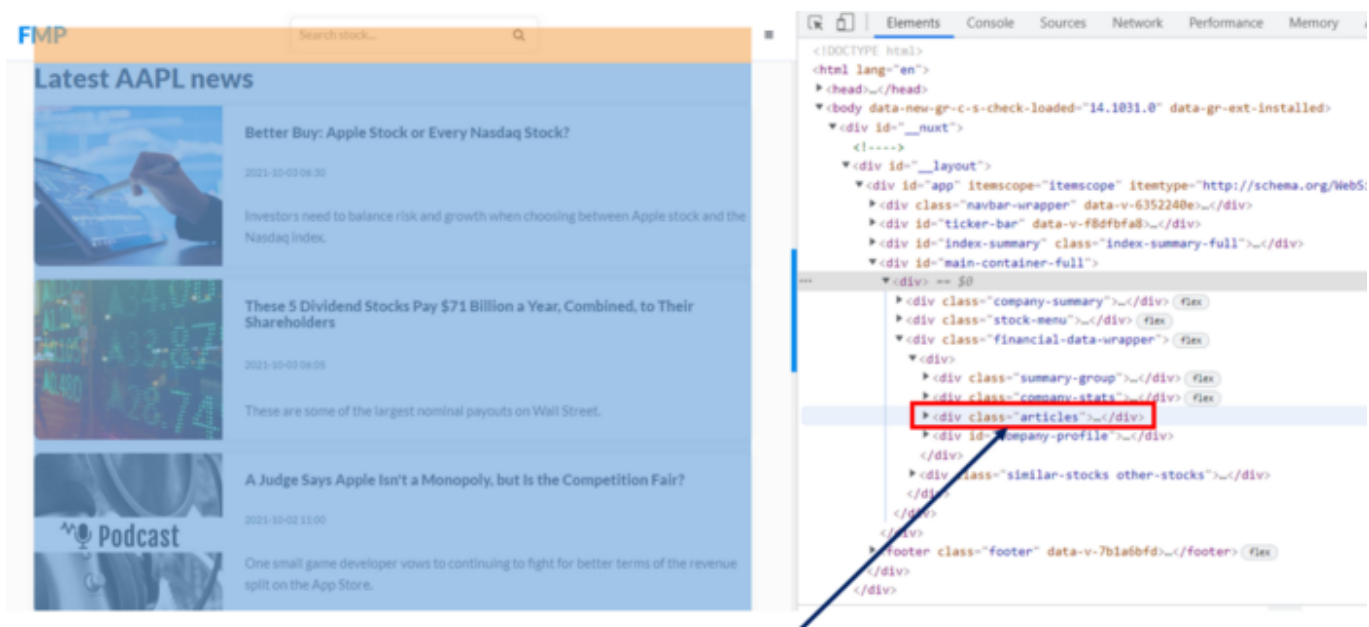 FMP
Search stock...
Latest AAPL news
Better Buy: Apple Stock or Every Nasdaq Stock?
2021-10-03 06:30
Investors need to balance risk and growth when choosing between Apple stock and the
Nasdaq index.
These 5 Dividend Stocks Pay $71 Billion a Year, Combined, to Their
Shareholders
2021-10-03 06:05
These are some of the largest nominal payouts on Wall Street.
Podcast
A Judge Says Apple Isn't a Monopoly, but Is the Competition Fair?
2021-10-02 11:00
One small game developer vows to continuing to fight for better terms of the revenue
split on the App Store.
Elements Console Sources Network Performance Memory
<!DOCTYPE html>
<html lang="en">
<head>…</head>
<body data-new-gr-c-s-check-loaded="14.1031.0" data-gr-ext-installed>
<div id="__nuxt">
<!---->
<div id="__layout">
<div id="app" itemscope="itemscope" itemtype="http://schema.org/WebSi
<div class="navbar-wrapper" data-v-6352240e>…</div>
<div id="ticker-bar" data-v-f8dfbfa8>…</div>
<div id="index-summary" class="index-summary-full">…</div>
<div id="main-container-full">
<div> == $0
<div class="company-summary">…</div> flex
<div class="stock-menu">…</div> flex
<div class="financial-data-wrapper"> flex
<div>
<div class="summary-group">…</div> flex
<div class="company-stats">…</div> flex
<div class="articles">…</div>
<div id="company-profile">…</div>
</div>
<div class="similar-stocks other-stocks">…</div>
</div>
</div>
</div>
<footer class="footer" data-v-7b1a6bfd>…</footer> flex
</div>
</div>